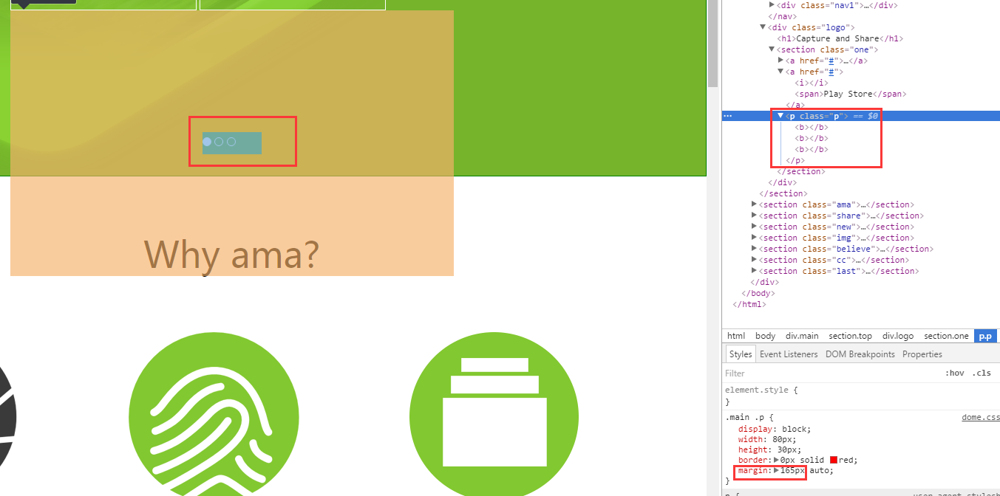 Why ama?
<div class="nav1">…</div>
</nav>
<div class="logo">
<h1>Capture and Share</h1>
<section class="one">
<a href="#">…</a>
<a href="#">
<i></i>
<span>Play Store</span>
</a>
<p class="p"> == $0
<b></b>
<b></b>
<b></b>
</p>
</section>
</div>
</section>
<section class="ama">…</section>
<section class="share">…</section>
<section class="new">…</section>
<section class="img">…</section>
<section class="believe">…</section>
<section class="cc">…</section>
<section class="last">…</section>
</div>
</body>
</html>
html body div.main section.top div.logo section.one p.p
Styles Event Listeners DOM Breakpoints Properties
Filter :hov .cls
element.style {
}
.main .p { dome.css
display: block;
width: 80px;
height: 30px;
border: 0px solid red;
margin: 165px auto;
}